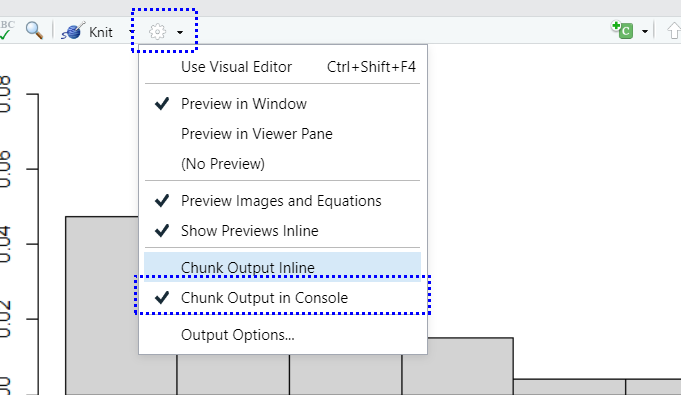 ABC
Knit
C
Use Visual Editor Ctrl+Shift+F4
Preview in Window
Preview in Viewer Pane
(No Preview)
Preview Images and Equations
Show Previews Inline
Chunk Output Inline
Chunk Output in Console
Output Options...
0.08
0.06
0.04
0.02